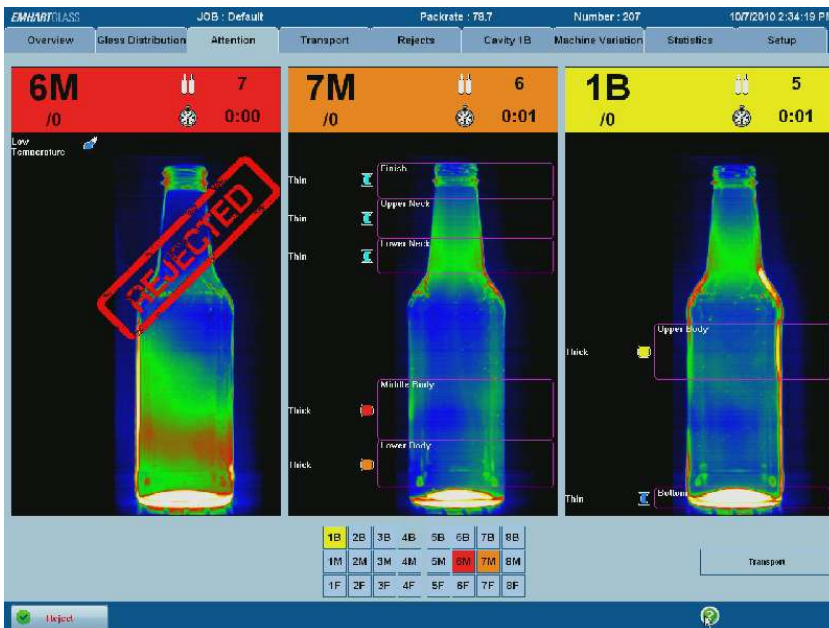 EMHARTGLASS JOB : Default Packrate : 78.7 Number : 207 10/7/2010 2:34:19 PM
Overview Glass Distribution Attention Transport Rejects Cavity 1B Machine Variation Statistics Setup
6M 7
/0 0:00
Low
Temperature
REJECTED
7M 6
/0 0:01
Finish
Thin
Upper Neck
Thin
Lower Neck
Thin
Middle Body
Thick
Lower Body
Thick
1B 5
/0 0:01
Upper Body
Thick
Bottom
Thin
1B 2B 3B 4B 5B 6B 7B 8B
1M 2M 3M 4M 5M 6M 7M 8M
1F 2F 3F 4F 5F 6F 7F 8F
Transport
Reject